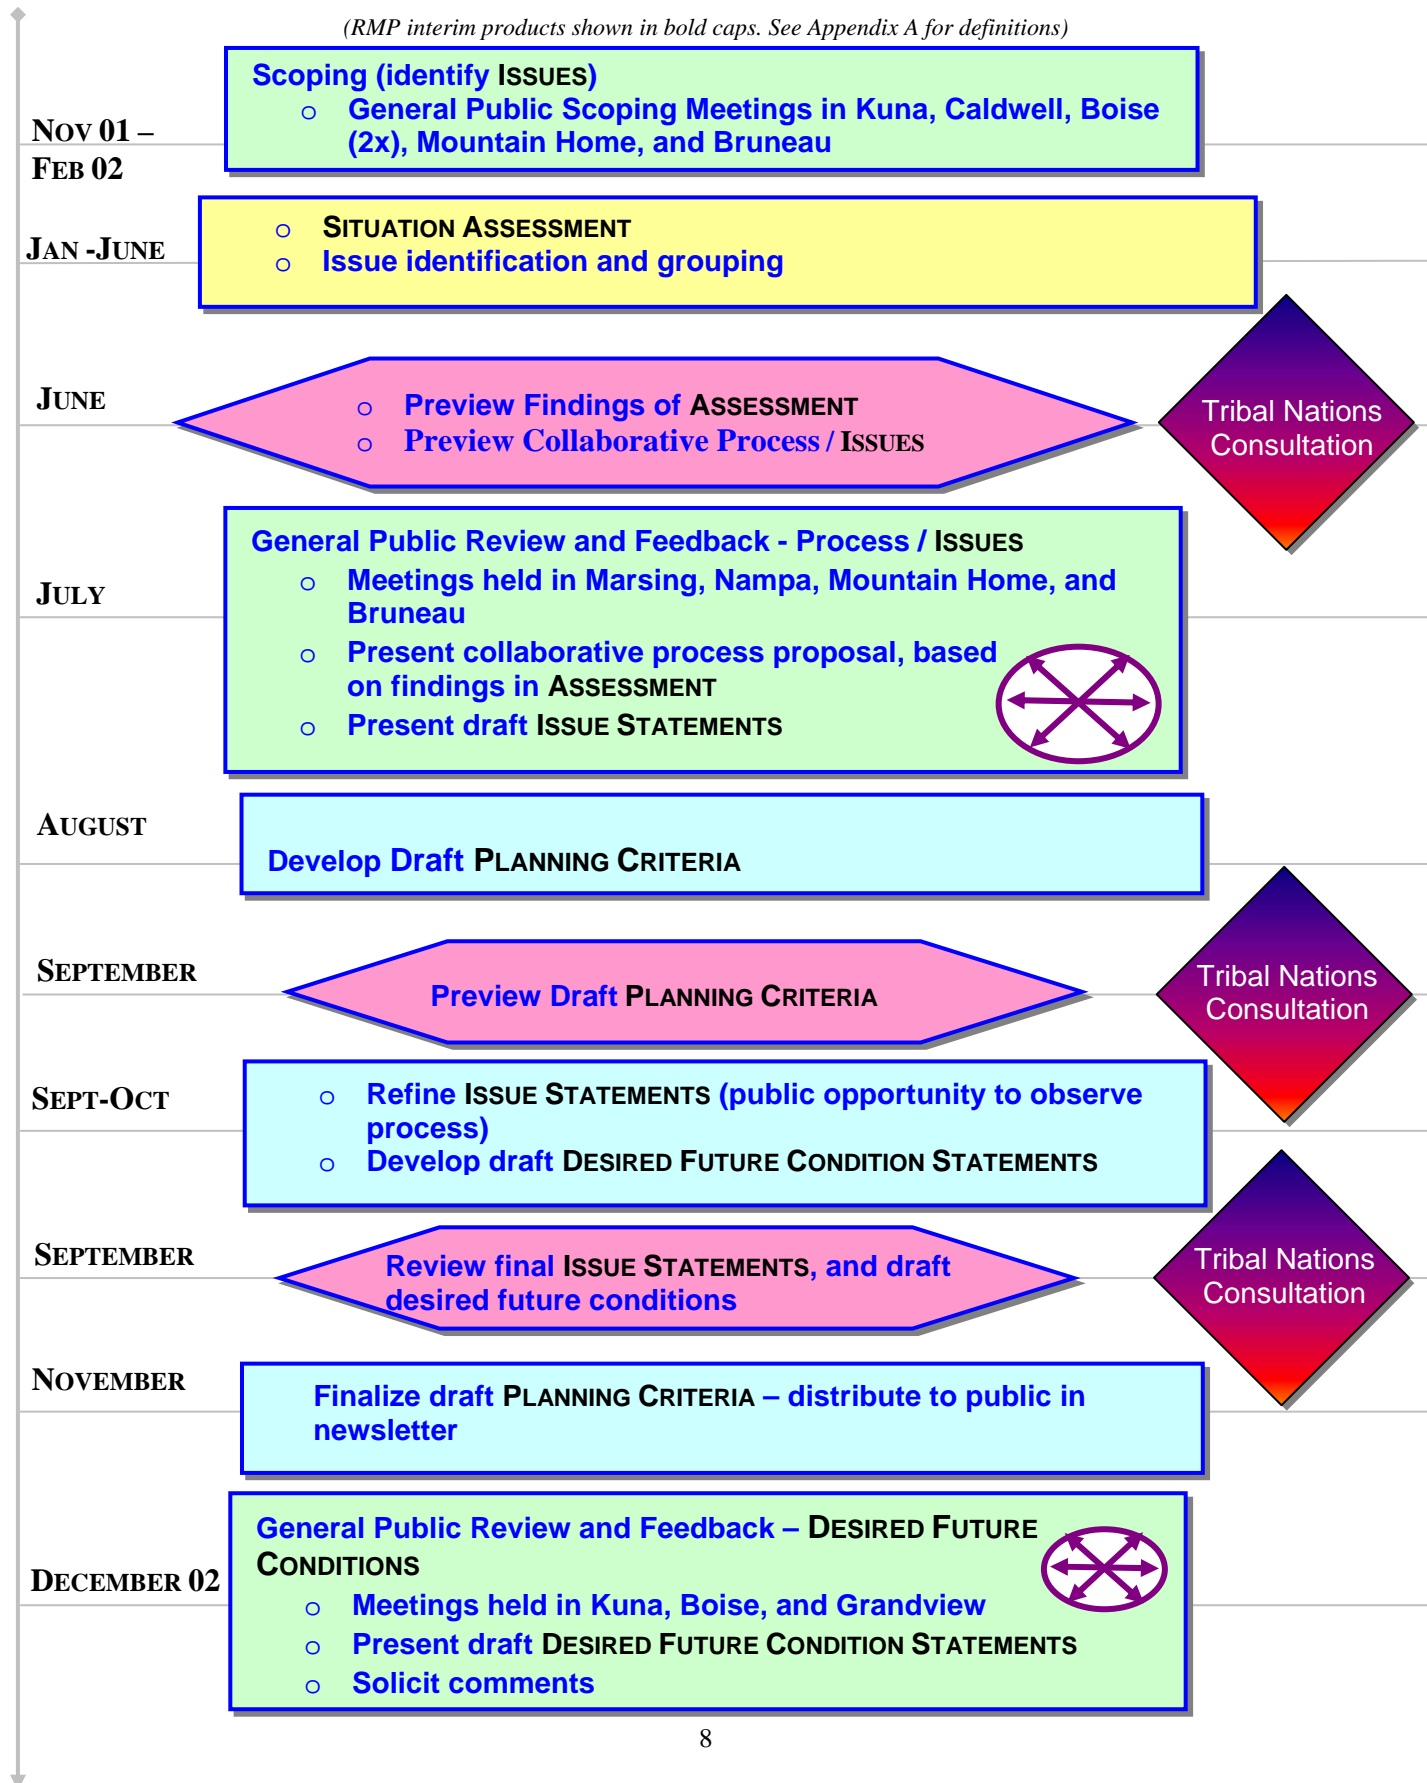 (RMP interim products shown in bold caps. See Appendix A for definitions)
Scoping (identify ISSUES)
o General Public Scoping Meetings in Kuna, Caldwell, Boise
(2x), Mountain Home, and Bruneau
NOV 01 –
FEB 02
o SITUATION ASSESSMENT
o Issue identification and grouping
JAN -JUNE
JUNE
o Preview Findings of ASSESSMENT
o Preview Collaborative Process / ISSUES
Tribal Nations
Consultation
General Public Review and Feedback - Process / ISSUES
o Meetings held in Marsing, Nampa, Mountain Home, and
Bruneau
o Present collaborative process proposal, based
on findings in ASSESSMENT
o Present draft ISSUE STATEMENTS
JULY
AUGUST
Develop Draft PLANNING CRITERIA
SEPTEMBER
Preview Draft PLANNING CRITERIA
Tribal Nations
Consultation
SEPT-OCT
o Refine ISSUE STATEMENTS (public opportunity to observe
process)
o Develop draft DESIRED FUTURE CONDITION STATEMENTS
SEPTEMBER
Review final ISSUE STATEMENTS, and draft
desired future conditions
Tribal Nations
Consultation
NOVEMBER
Finalize draft PLANNING CRITERIA – distribute to public in
newsletter
General Public Review and Feedback – DESIRED FUTURE
CONDITIONS
DECEMBER 02
o Meetings held in Kuna, Boise, and Grandview
o Present draft DESIRED FUTURE CONDITION STATEMENTS
o Solicit comments
8